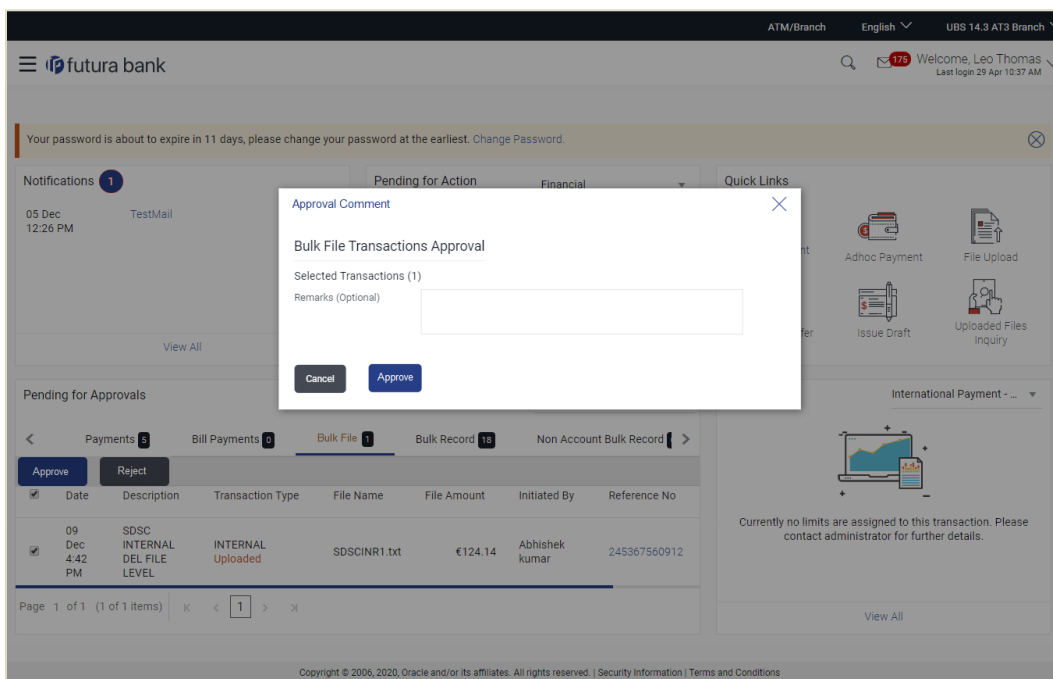 ATM/Branch English UBS 14.3 AT3 Branch
futura bank
175 Welcome, Leo Thomas
Last login 29 Apr 10:37 AM
Your password is about to expire in 11 days, please change your password at the earliest. Change Password.
Notifications 1
05 Dec
12:26 PM
TestMail
View All
Pending for Action Financial
Quick Links
Adhoc Payment
File Upload
Issue Draft
Uploaded Files
Inquiry
Approval Comment
Bulk File Transactions Approval
Selected Transactions (1)
Remarks (Optional)
Cancel Approve
Pending for Approvals
Payments 5 Bill Payments 0 Bulk File 1 Bulk Record 18 Non Account Bulk Record
Approve Reject
Date Description Transaction Type File Name File Amount Initiated By Reference No
09
Dec
4:42
PM
SDSC
INTERNAL
DEL FILE
LEVEL
INTERNAL
Uploaded
SDSCINR1.txt
€124.14
Abhishek
kumar
245367560912
Page 1 of 1 (1 of 1 items) 1
International Payment - ...
Currently no limits are assigned to this transaction. Please
contact administrator for further details.
View All
Copyright © 2006, 2020, Oracle and/or its affiliates. All rights reserved. | Security Information | Terms and Conditions